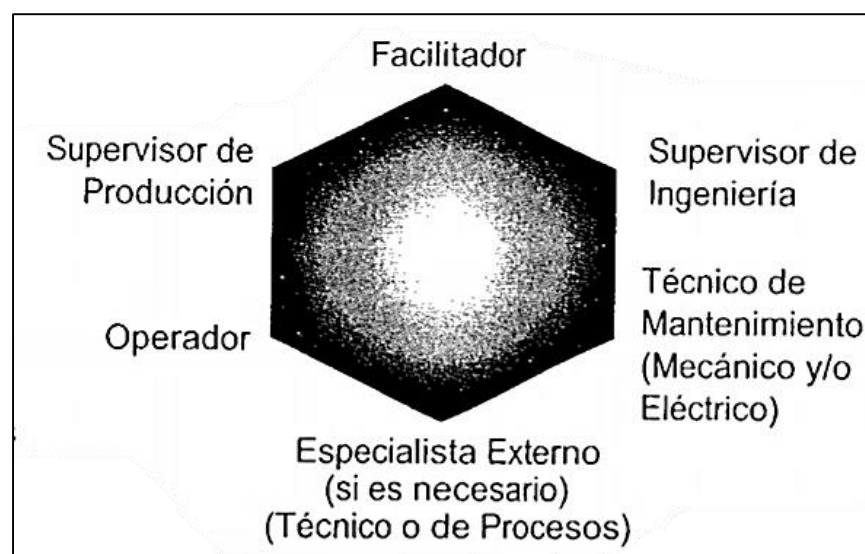 Facilitador
Supervisor de
Producción
Supervisor de
Ingeniería
Operador
Técnico de
Mantenimiento
(Mecánico y/o
Eléctrico)
Especialista Externo
(si es necesario)
(Técnico o de Procesos)